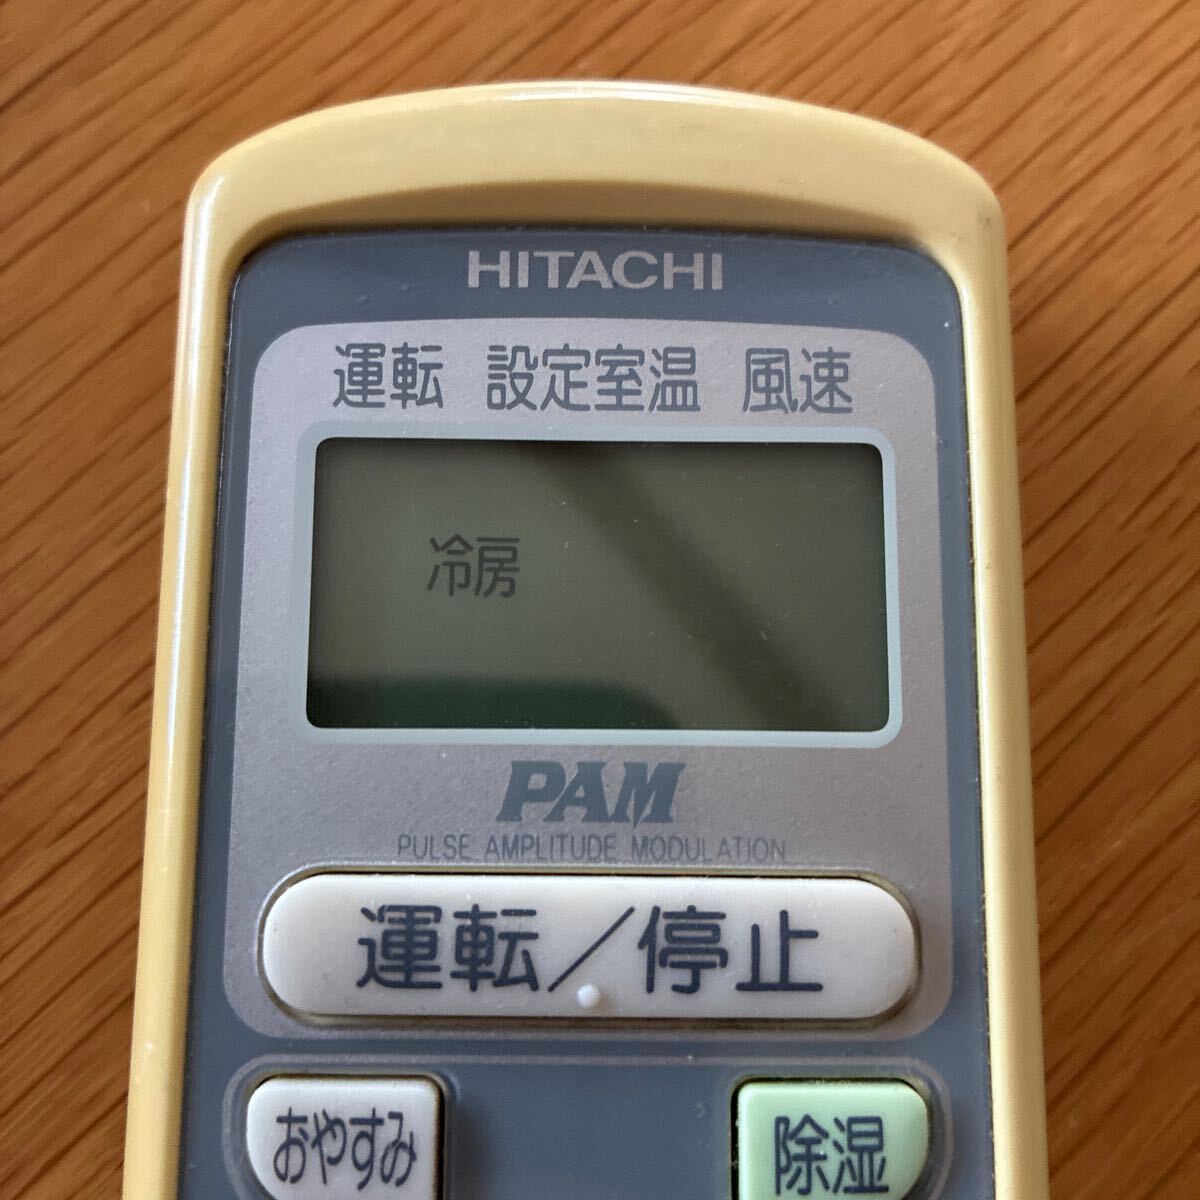 HITACHI
運転 設定室温 風速
冷房
PAM
PULSE AMPLITUDE MODULATION
運転/停止
おやすみ 除湿